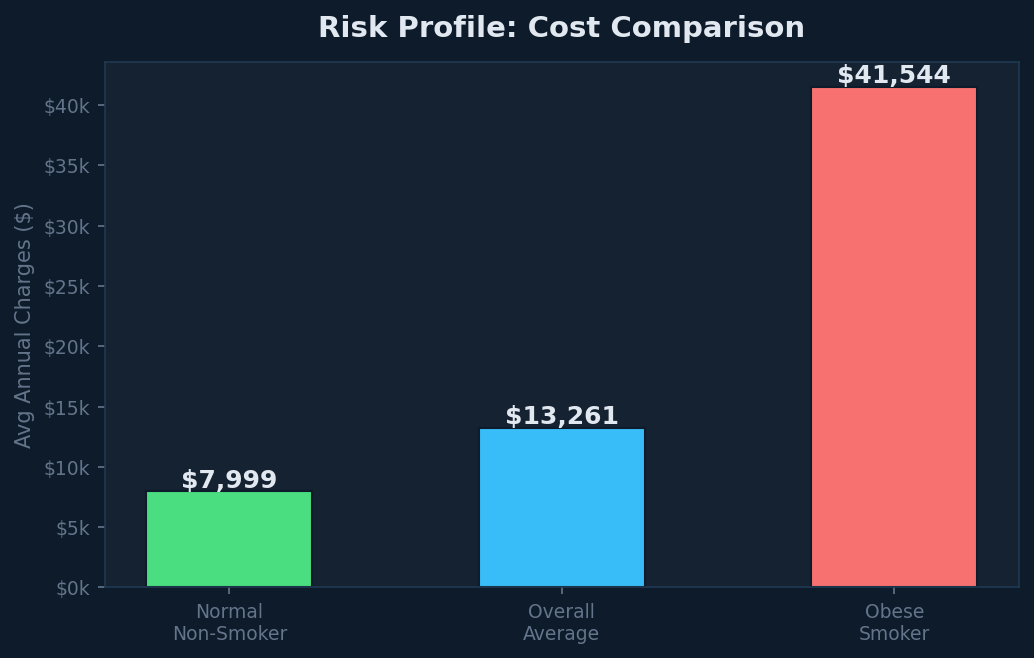 Risk Profile: Cost Comparison
Avg Annual Charges ($)
$40k
$35k
$30k
$25k
$20k
$15k
$10k
$5k
$0k
$7,999
$13,261
$41,544
Normal
Non-Smoker
Overall
Average
Obese
Smoker